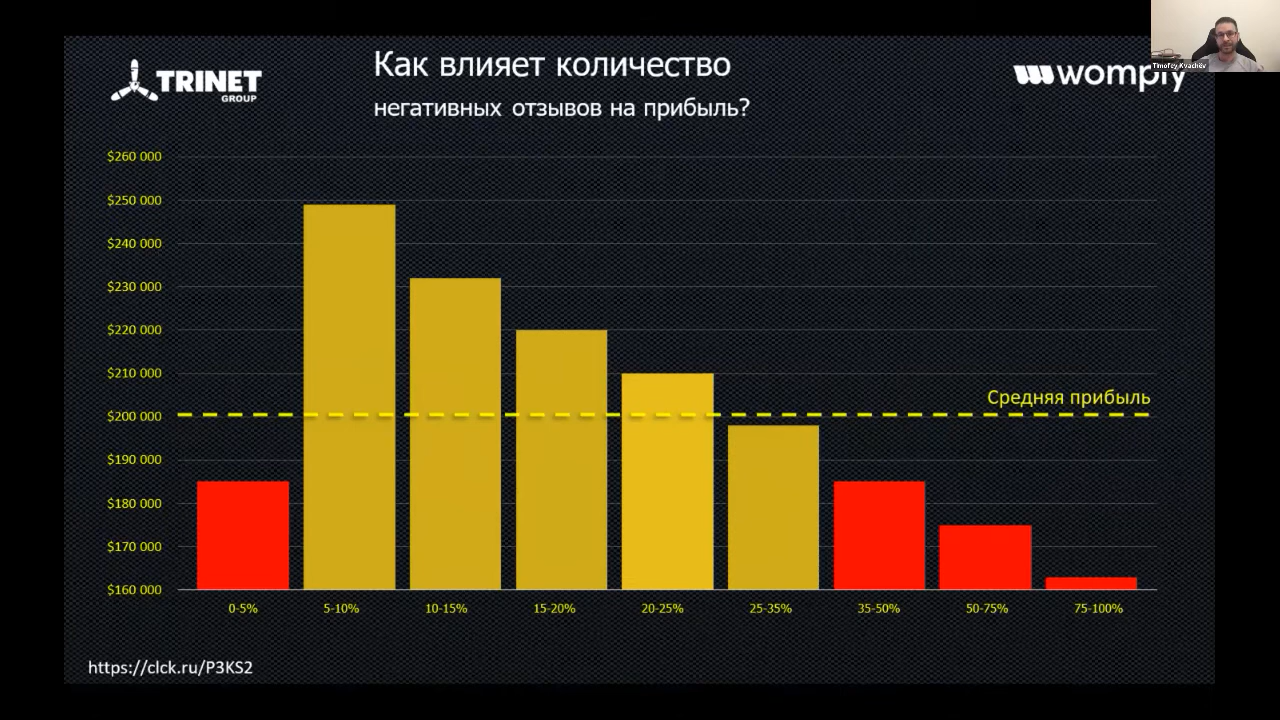 TRINET
GROUP
Как влияет количество
негативных отзывов на прибыль?
womply
Timofey Kvachëv
$260 000
$250 000
$240 000
$230 000
$220 000
$210 000
$200 000
$190 000
$180 000
$170 000
$160 000
Средняя прибыль
0-5%
5-10%
10-15%
15-20%
20-25%
25-35%
35-50%
50-75%
75-100%
https://clck.ru/P3KS2